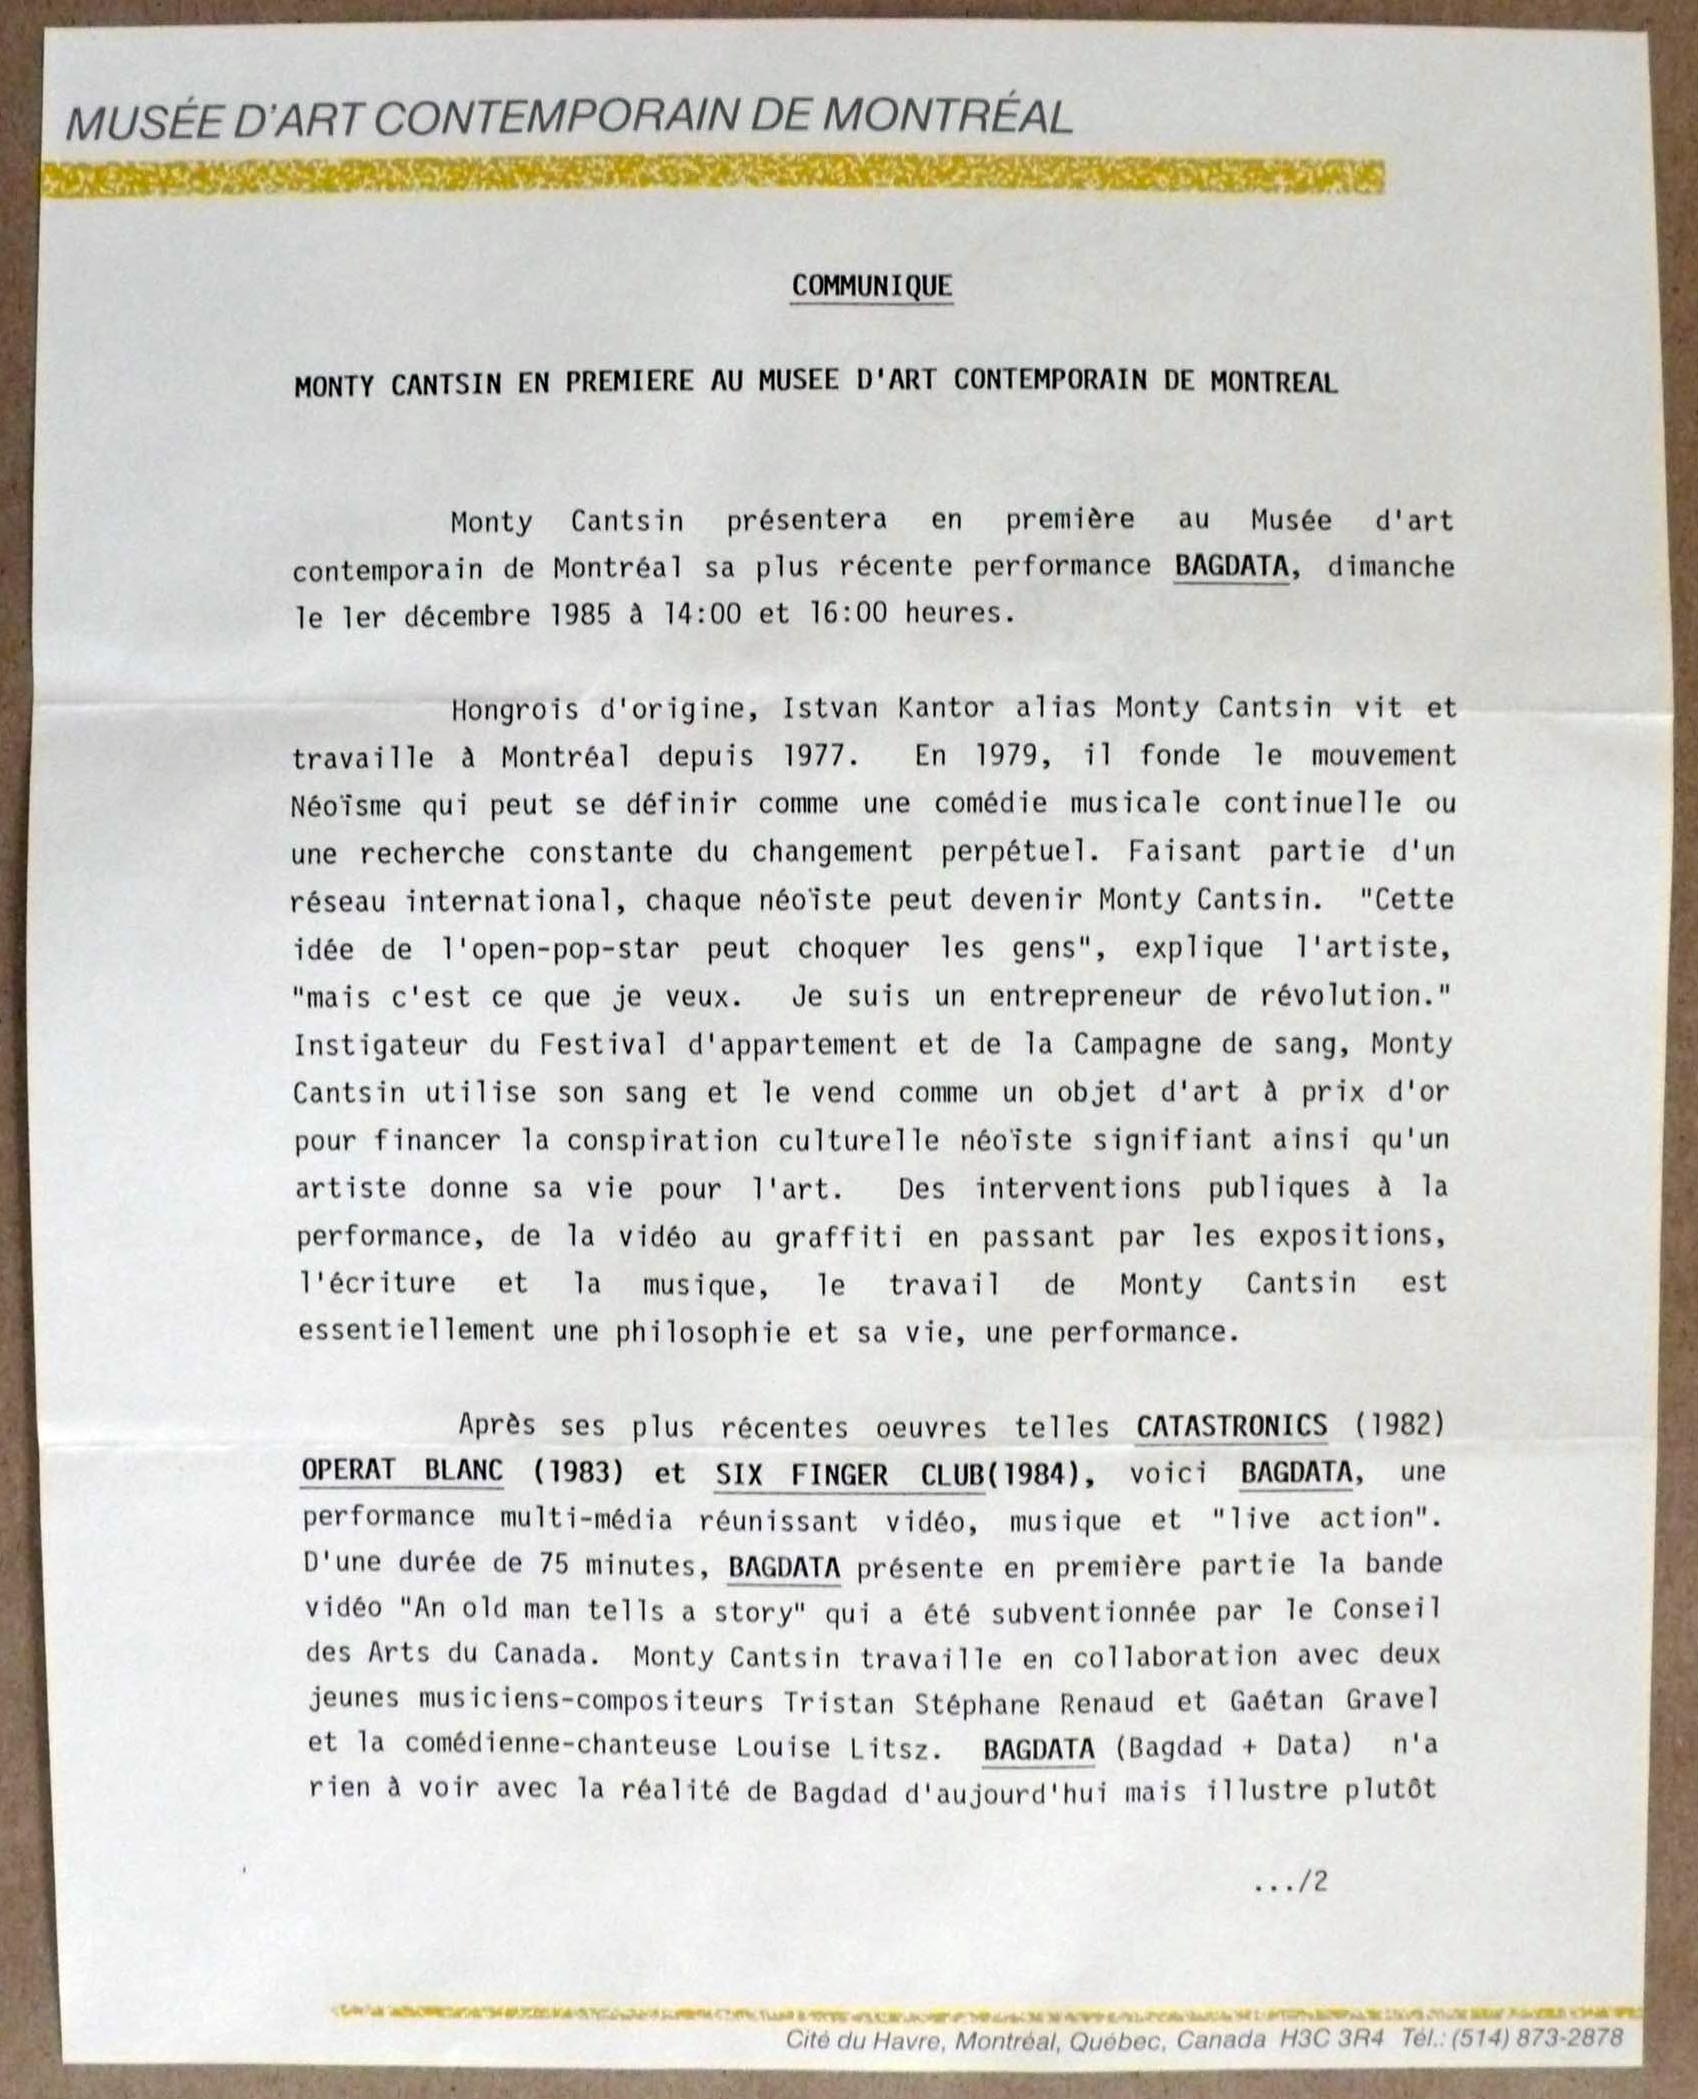 MUSÉE D'ART CONTEMPORAIN DE MONTRÉAL
COMMUNIQUE
MONTY CANTSIN EN PREMIERE AU MUSEE D'ART CONTEMPORAIN DE MONTREAL
Monty Cantsin présentera en première au Musée d'art
contemporain de Montréal sa plus récente performance BAGDATA, dimanche
le 1er décembre 1985 à 14:00 et 16:00 heures.
Hongrois d'origine, Istvan Kantor alias Monty Cantsin vit et
travaille à Montréal depuis 1977. En 1979, il fonde le mouvement
Néoïsme qui peut se définir comme une comédie musicale continuelle ou
une recherche constante du changement perpétuel. Faisant partie d'un
réseau international, chaque néoïste peut devenir Monty Cantsin. "Cette
idée de l'open-pop-star peut choquer les gens", explique l'artiste,
"mais c'est ce que je veux. Je suis un entrepreneur de révolution."
Instigateur du Festival d'appartement et de la Campagne de sang, Monty
Cantsin utilise son sang et le vend comme un objet d'art à prix d'or
pour financer la conspiration culturelle néoïste signifiant ainsi qu'un
artiste donne sa vie pour l'art. Des interventions publiques à la
performance, de la vidéo au graffiti en passant par les expositions,
l'écriture et la musique, le travail de Monty Cantsin est
essentiellement une philosophie et sa vie, une performance.
Après ses plus récentes oeuvres telles CATASTRONICS (1982)
OPERAT BLANC (1983) et SIX FINGER CLUB(1984), voici BAGDATA, une
performance multi-média réunissant vidéo, musique et "live action".
D'une durée de 75 minutes, BAGDATA présente en première partie la bande
vidéo "An old man tells a story" qui a été subventionnée par le Conseil
des Arts du Canada. Monty Cantsin travaille en collaboration avec deux
jeunes musiciens-compositeurs Tristan Stéphane Renaud et Gaétan Gravel
et la comédienne-chanteuse Louise Litsz. BAGDATA (Bagdad + Data) n'a
rien à voir avec la réalité de Bagdad d'aujourd'hui mais illustre plutôt
.../2
Cité du Havre, Montréal, Québec, Canada H3C 3R4 Tél.: (514) 873-2878